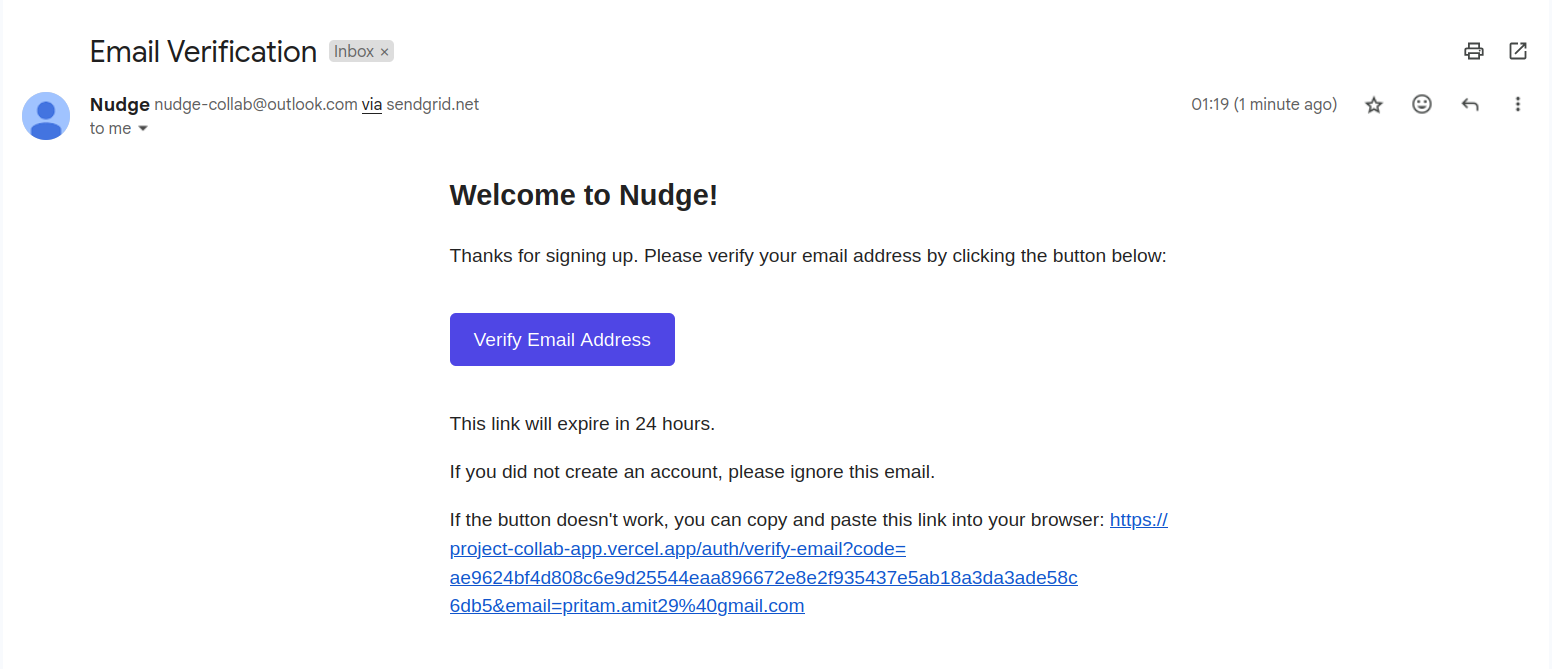 Email Verification Inbox ×
Nudge nudge-collab@outlook.com via sendgrid.net 01:19 (1 minute ago)
to me
Welcome to Nudge!
Thanks for signing up. Please verify your email address by clicking the button below:
Verify Email Address
This link will expire in 24 hours.
If you did not create an account, please ignore this email.
If the button doesn't work, you can copy and paste this link into your browser: https://
project-collab-app.vercel.app/auth/verify-email?code=
ae9624bf4d808c6e9d25544eaa896672e8e2f935437e5ab18a3da3ade58c
6db5&email=pritam.amit29%40gmail.com